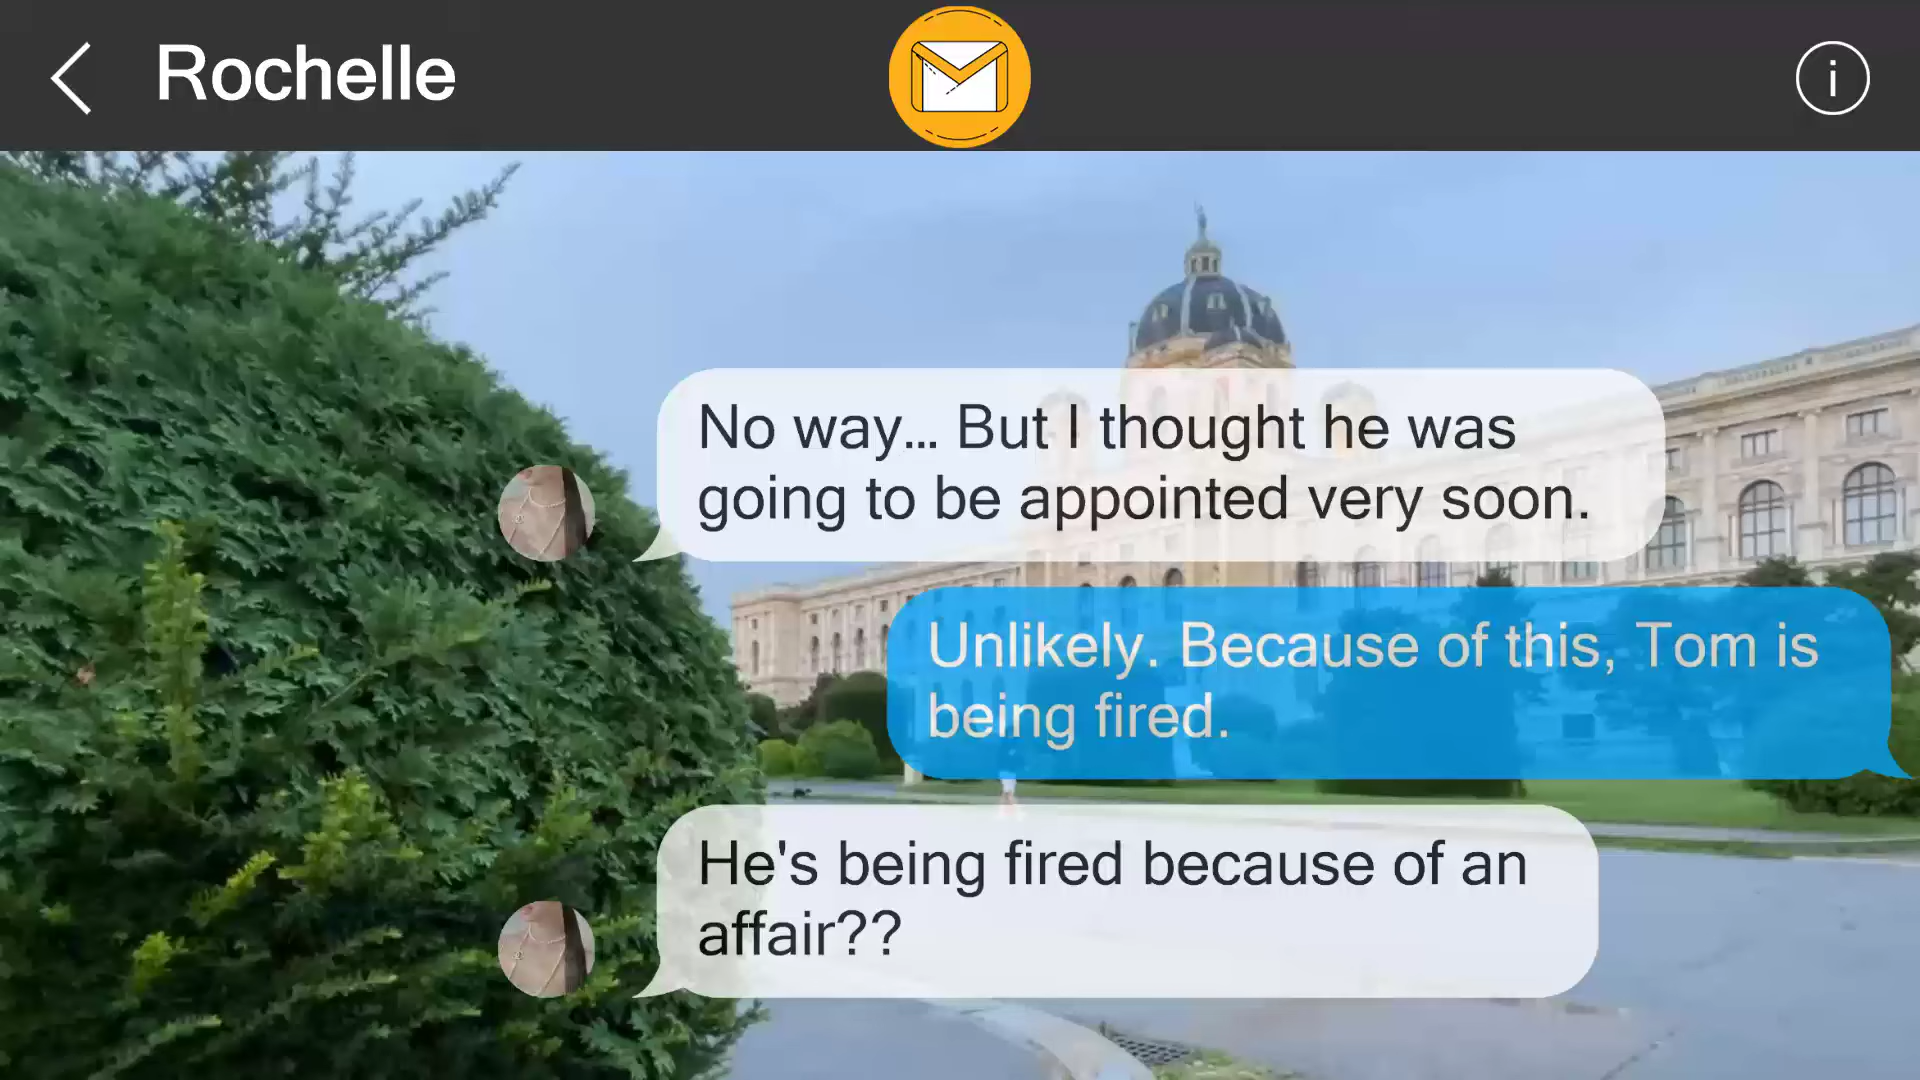 Rochelle
i
No way... But I thought he was
going to be appointed very soon.
Unlikely. Because of this, Tom is
being fired.
He's being fired because of an
affair??